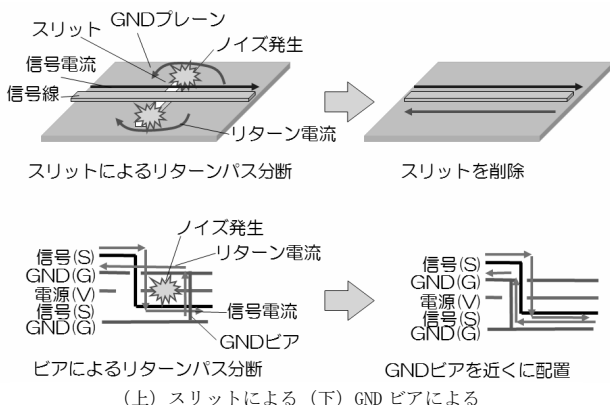 GNDプレーン
スリット
ノイズ発生
信号電流
信号線
リターン電流
スリットによるリターンパス分断
スリットを削除
ノイズ発生
リターン電流
信号(S)
GND(G)
電源(V)
信号(S)
GND(G)
信号電流
GNDビア
ビアによるリターンパス分断
信号(S)
GND(G)
電源(V)
信号(S)
GND(G)
GNDビアを近くに配置
(上) スリットによる (下) GND ビアによる